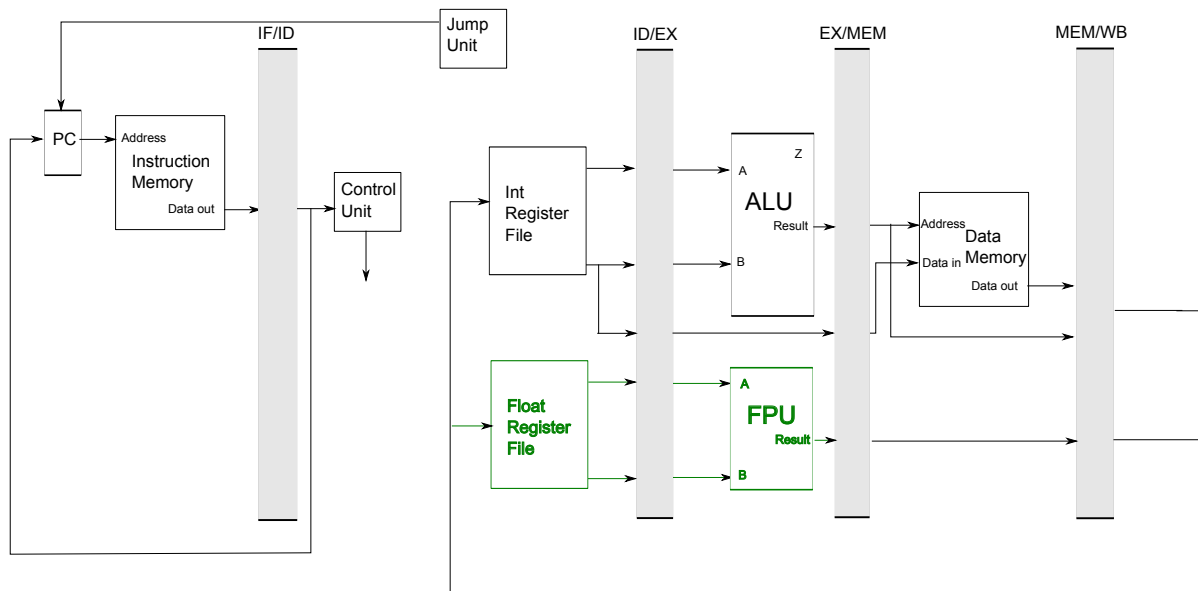 Jump
Unit
IF/ID
ID/EX
EX/MEM
MEM/WB
PC
Address
Instruction
Memory
Data out
Control
Unit
Int
Register
File
Z
A
ALU
Result
B
Address
Data
Data in
Memory
Data out
Float
Register
File
A
FPU
Result
B